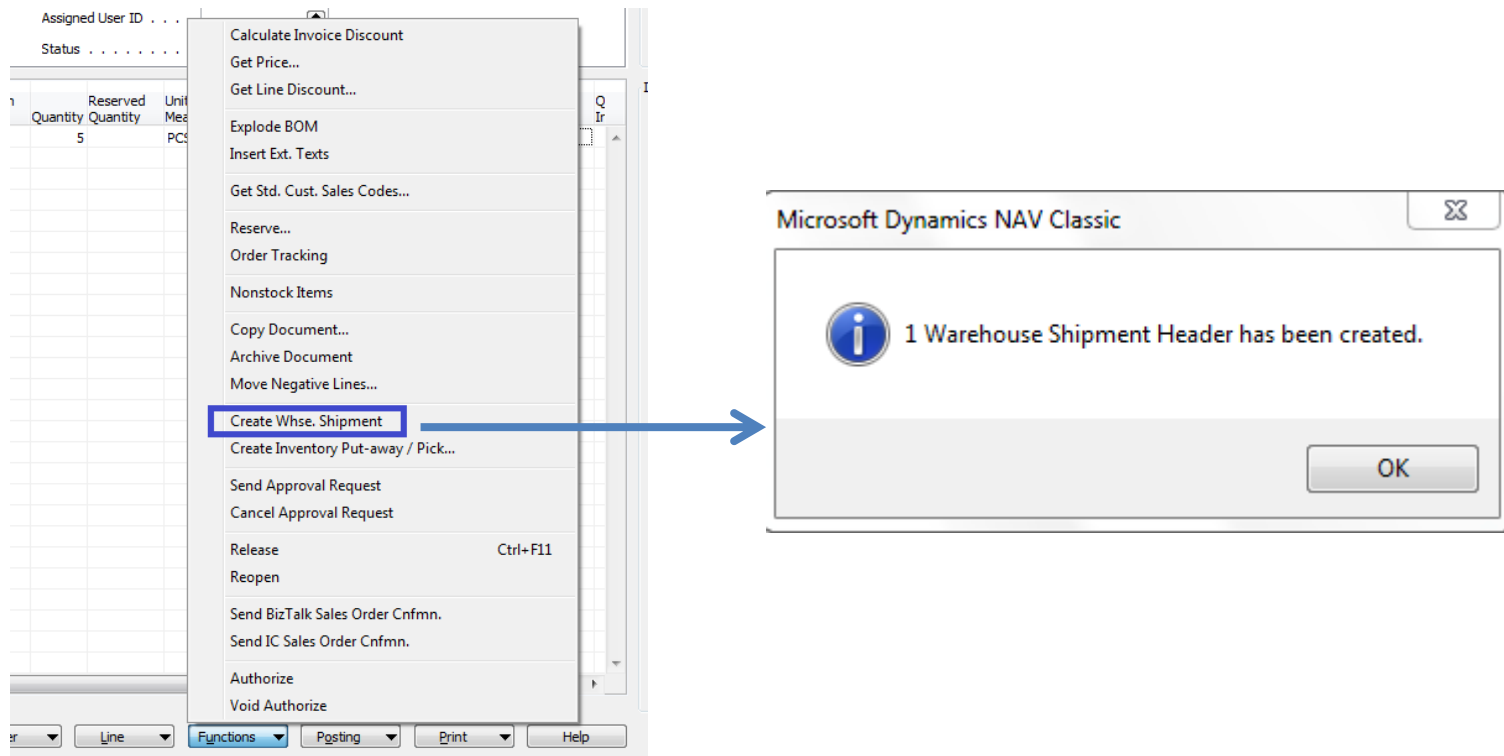 Assigned User ID . . .
Status . . . . . . . .
Reserved Unit
Quantity Quantity Mea
5 PCS
Q
Ir
Calculate Invoice Discount
Get Price...
Get Line Discount...
Explode BOM
Insert Ext. Texts
Get Std. Cust. Sales Codes...
Reserve...
Order Tracking
Nonstock Items
Copy Document...
Archive Document
Move Negative Lines...
Create Whse. Shipment
Create Inventory Put-away / Pick...
Send Approval Request
Cancel Approval Request
Release Ctrl+F11
Reopen
Send BizTalk Sales Order Cnfmn.
Send IC Sales Order Cnfmn.
Authorize
Void Authorize
er Line Functions Posting Print Help
Microsoft Dynamics NAV Classic
1 Warehouse Shipment Header has been created.
OK